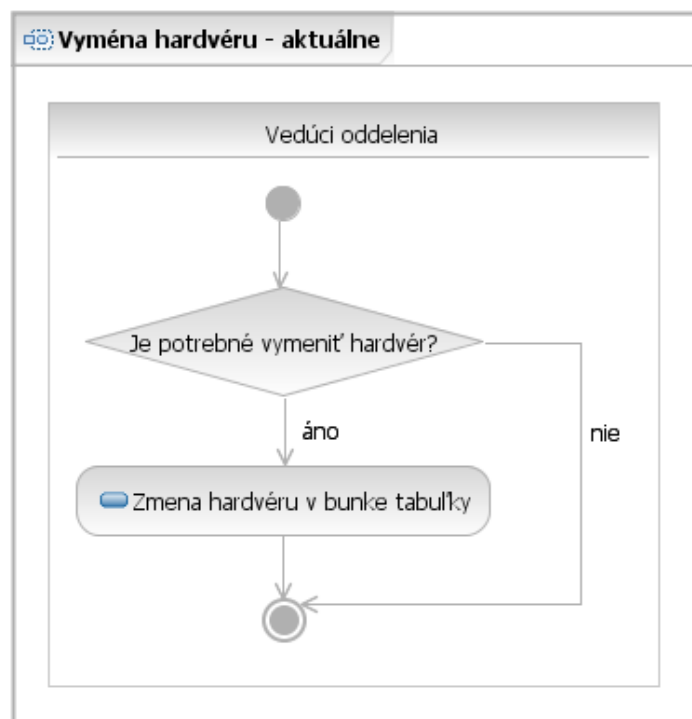 Vyména hardvéru - aktuálne
Vedúci oddelenia
Je potrebné vymeniť hardvér?
áno
nie
Zmena hardvéru v bunke tabuľky